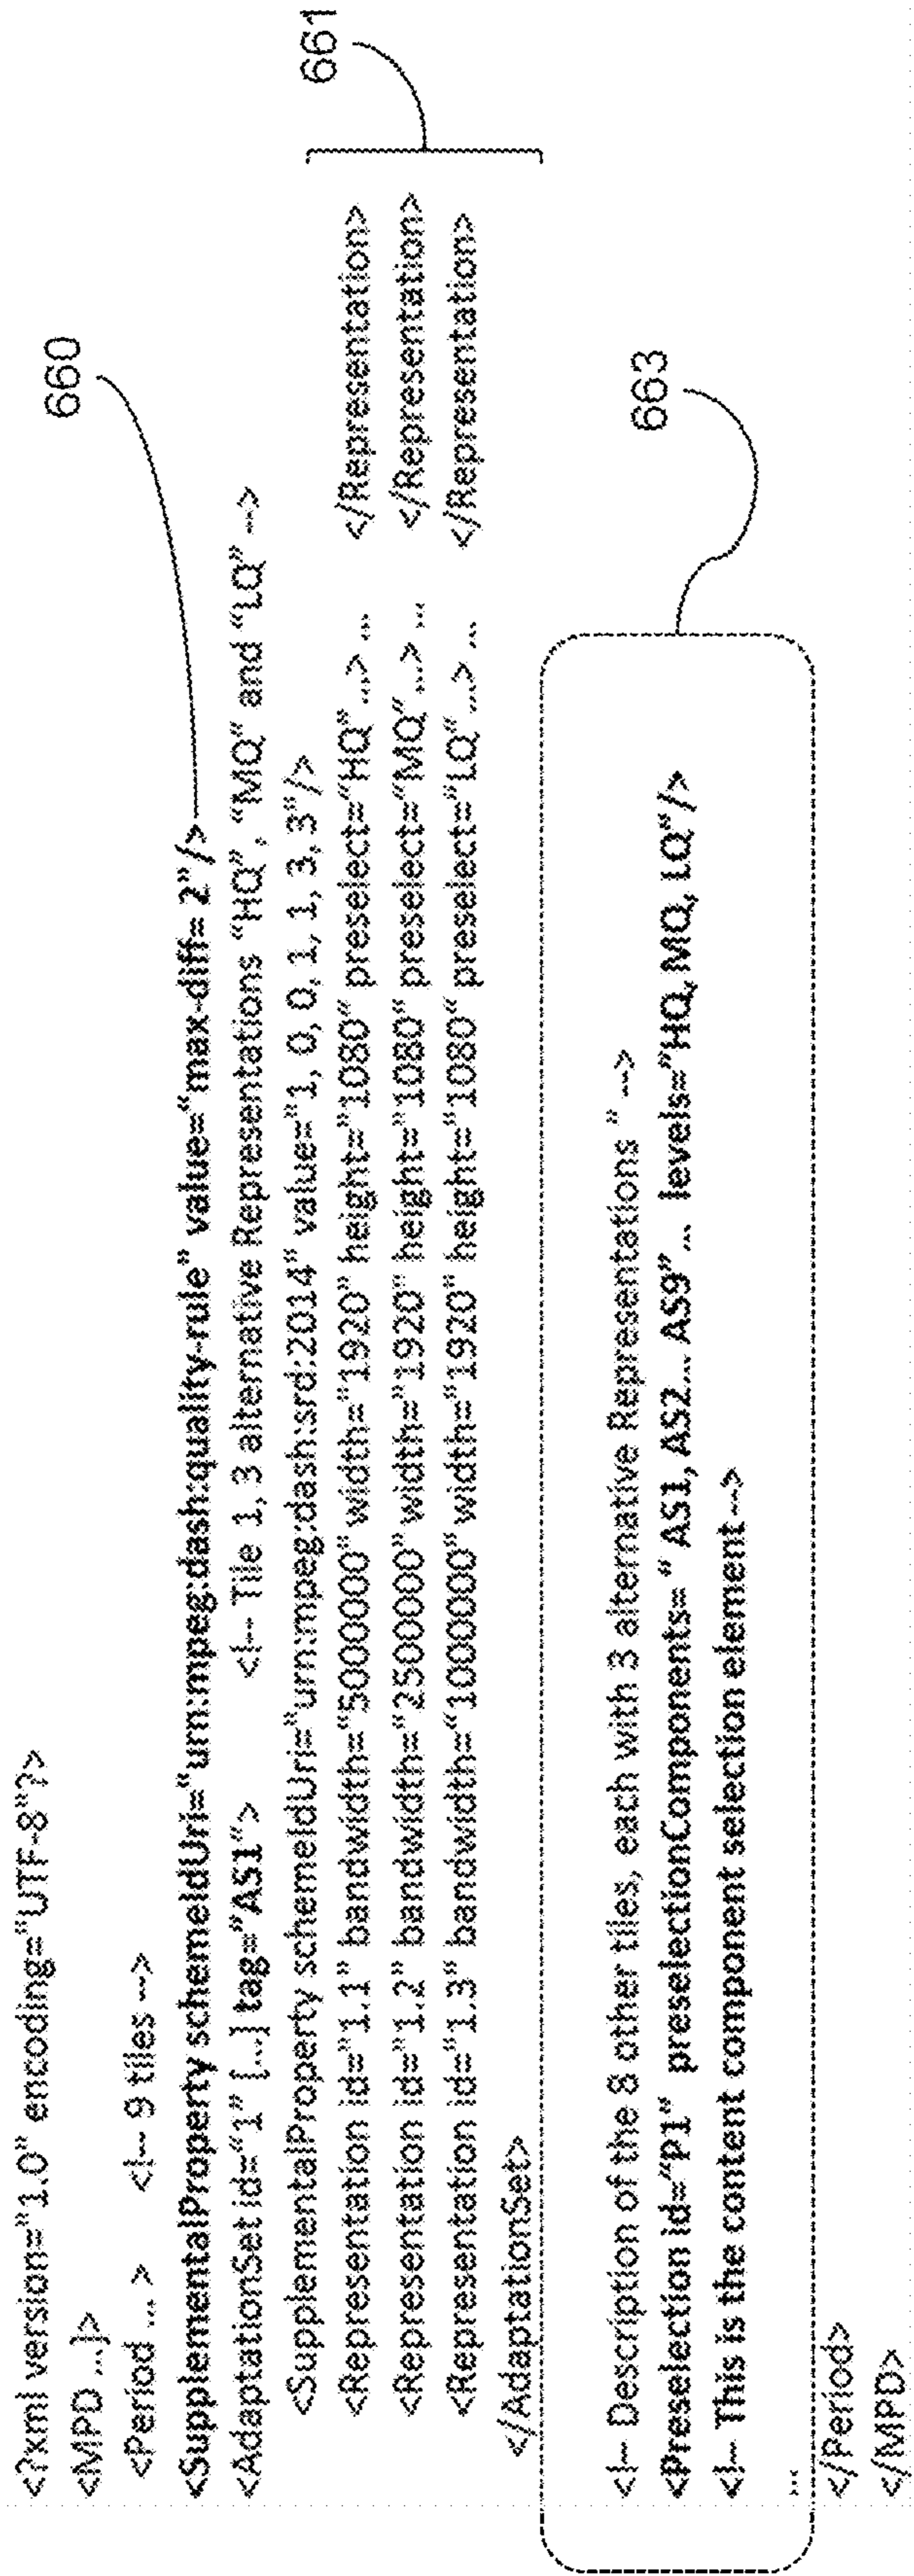 <?xml version="1.0" encoding="UTF-8"?>
<MPD ...]>
<Period ... > <!-- 9 tiles -->
660
<SupplementalProperty schemeIdUri="urn:mpeg:dash:quality-rule" value="max-diff= 2"/>
<AdaptationSet id="1" [...] tag="AS1"> <!-- Tile 1, 3 alternative Representations "HQ", "MQ" and "LQ" -->
<SupplementalProperty schemeIdUri="urn:mpeg:dash:srd:2014" value="1, 0, 0, 1, 1, 3, 3"/>
661
<Representation id="1.1" bandwidth="5000000" width="1920" height="1080" preselect="HQ"...> ... </Representation>
<Representation id="1.2" bandwidth="2500000" width="1920" height="1080" preselect="MQ"...> ... </Representation>
<Representation id="1.3" bandwidth="1000000" width="1920" height="1080" preselect="LQ"...> ... </Representation>
</AdaptationSet>
663
<!-- Description of the 8 other tiles, each with 3 alternative Representations " -->
<Preselection id="P1" preselectionComponents=" AS1, AS2... AS9"... levels="HQ, MQ, LQ"/>
<!-- This is the content component selection element-->
...
</Period>
</MPD>